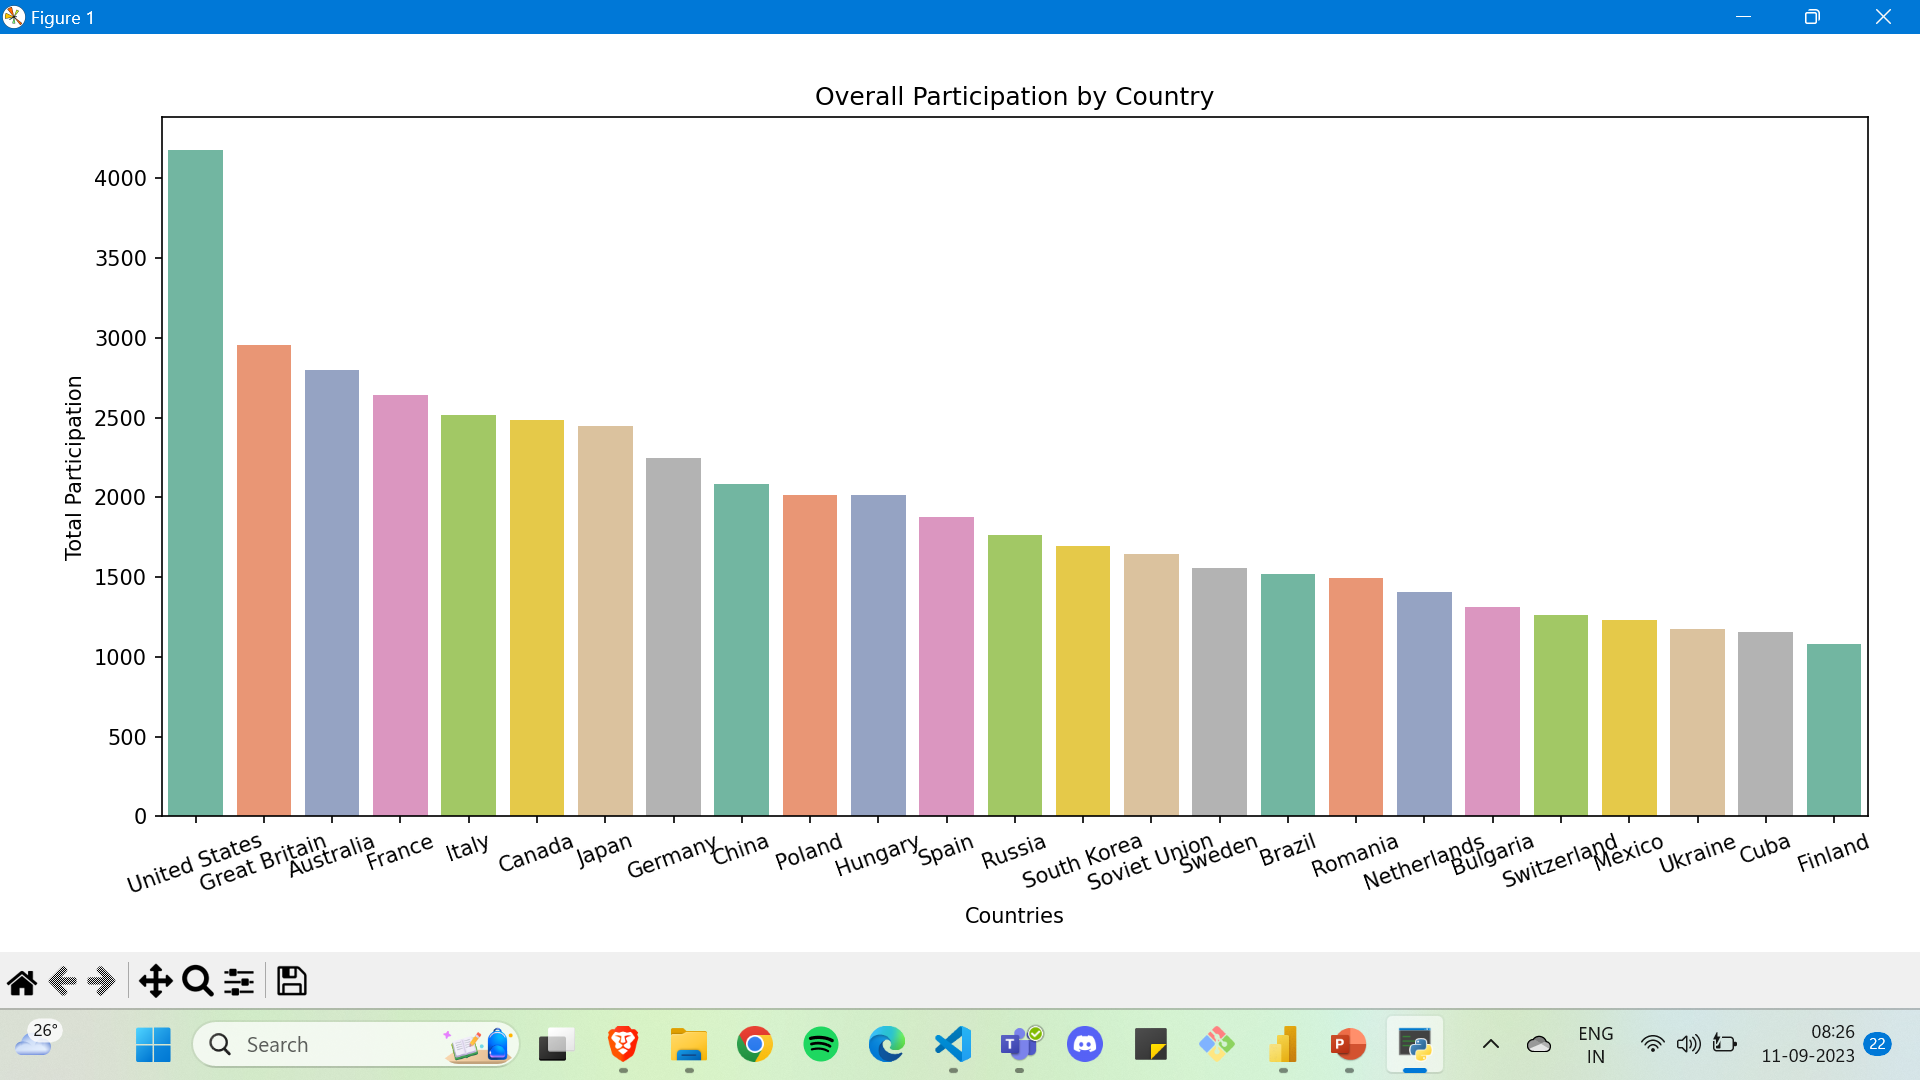 Figure 1
Overall Participation by Country
4000
3500
3000
2500
2000
1500
1000
500
0
Total Participation
United States
Great Britain
Australia
France
Italy
Canada
Japan
Germany
China
Poland
Hungary
Spain
Russia
South Korea
Soviet Union
Sweden
Brazil
Romania
Netherlands
Bulgaria
Switzerland
Mexico
Ukraine
Cuba
Finland
Countries
26°
Search
T
P
ENG
IN
08:26
11-09-2023
22